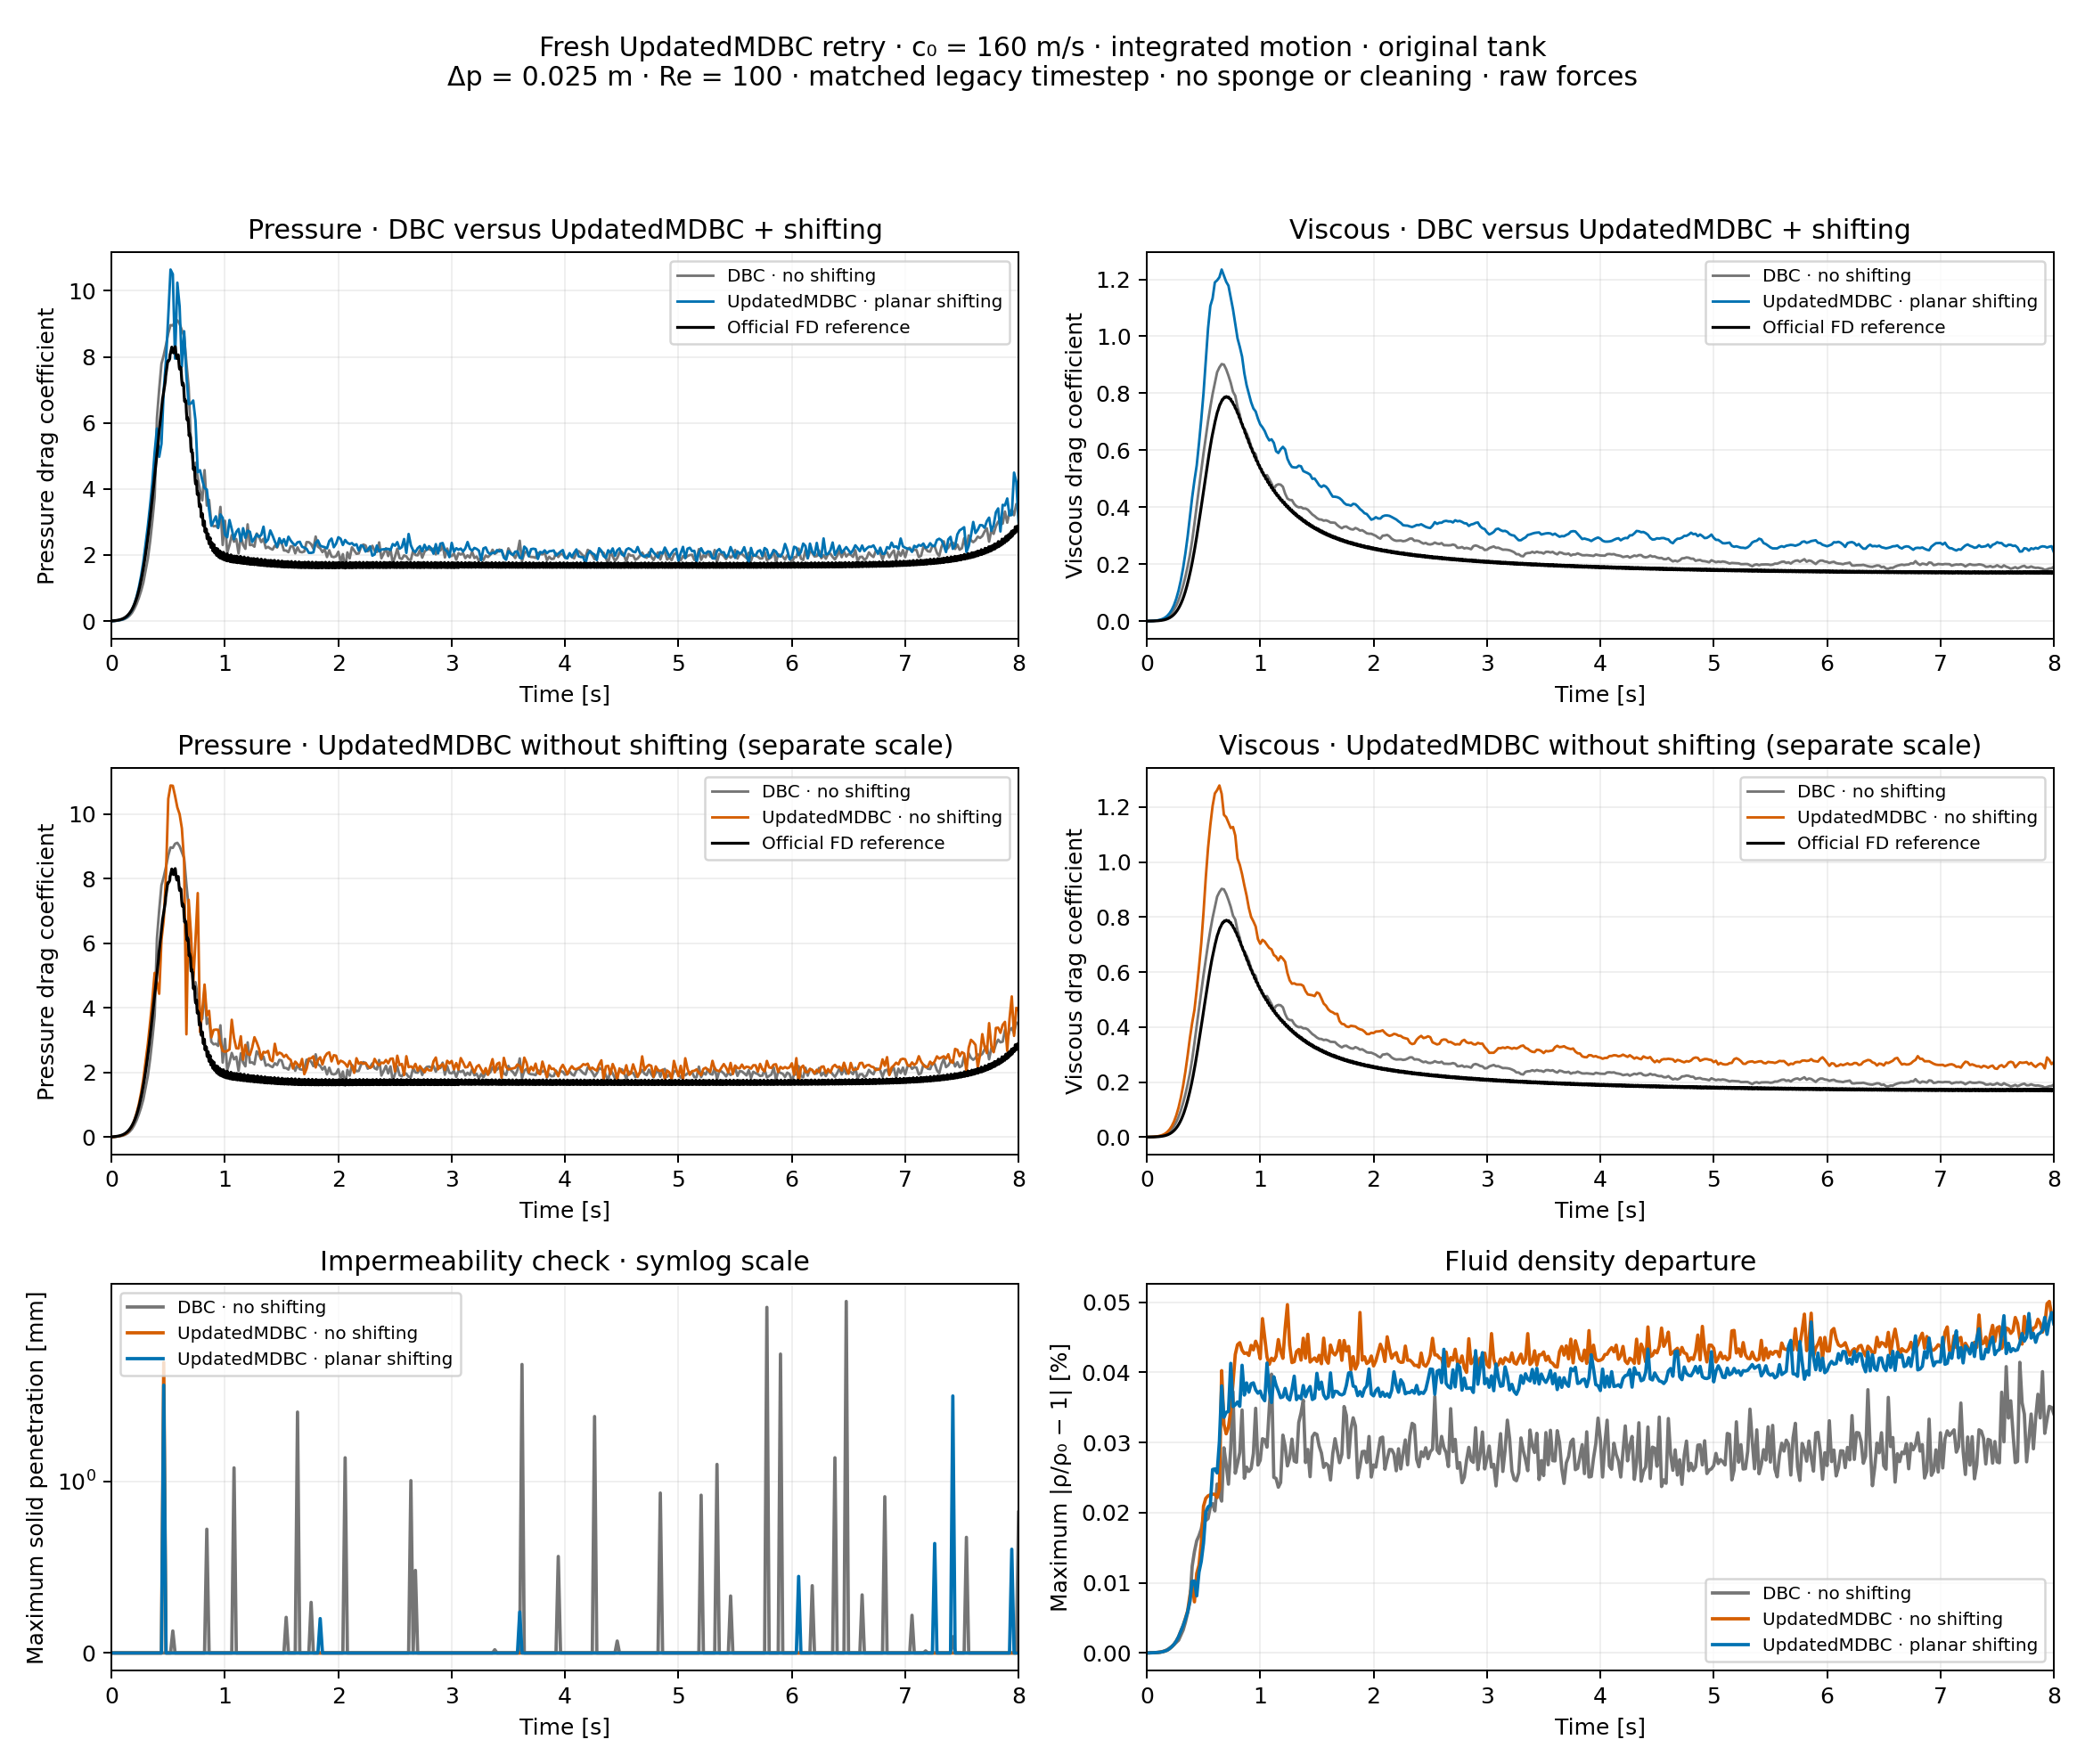 Fresh UpdatedMDBC retry · c₀ = 160 m/s · integrated motion · original tank
Δp = 0.025 m · Re = 100 · matched legacy timestep · no sponge or cleaning · raw forces
Pressure · DBC versus UpdatedMDBC + shifting
Pressure drag coefficient
10
8
6
4
2
0
DBC · no shifting
UpdatedMDBC · planar shifting
Official FD reference
0 1 2 3 4 5 6 7 8
Time [s]
Viscous · DBC versus UpdatedMDBC + shifting
Viscous drag coefficient
1.2
1.0
0.8
0.6
0.4
0.2
0.0
DBC · no shifting
UpdatedMDBC · planar shifting
Official FD reference
0 1 2 3 4 5 6 7 8
Time [s]
Pressure · UpdatedMDBC without shifting (separate scale)
Pressure drag coefficient
10
8
6
4
2
0
DBC · no shifting
UpdatedMDBC · no shifting
Official FD reference
0 1 2 3 4 5 6 7 8
Time [s]
Viscous · UpdatedMDBC without shifting (separate scale)
Viscous drag coefficient
1.2
1.0
0.8
0.6
0.4
0.2
0.0
DBC · no shifting
UpdatedMDBC · no shifting
Official FD reference
0 1 2 3 4 5 6 7 8
Time [s]
Impermeability check · symlog scale
Maximum solid penetration [mm]
10⁰
0
DBC · no shifting
UpdatedMDBC · no shifting
UpdatedMDBC · planar shifting
0 1 2 3 4 5 6 7 8
Time [s]
Fluid density departure
Maximum |ρ/ρ₀ − 1| [%]
0.05
0.04
0.03
0.02
0.01
0.00
DBC · no shifting
UpdatedMDBC · no shifting
UpdatedMDBC · planar shifting
0 1 2 3 4 5 6 7 8
Time [s]